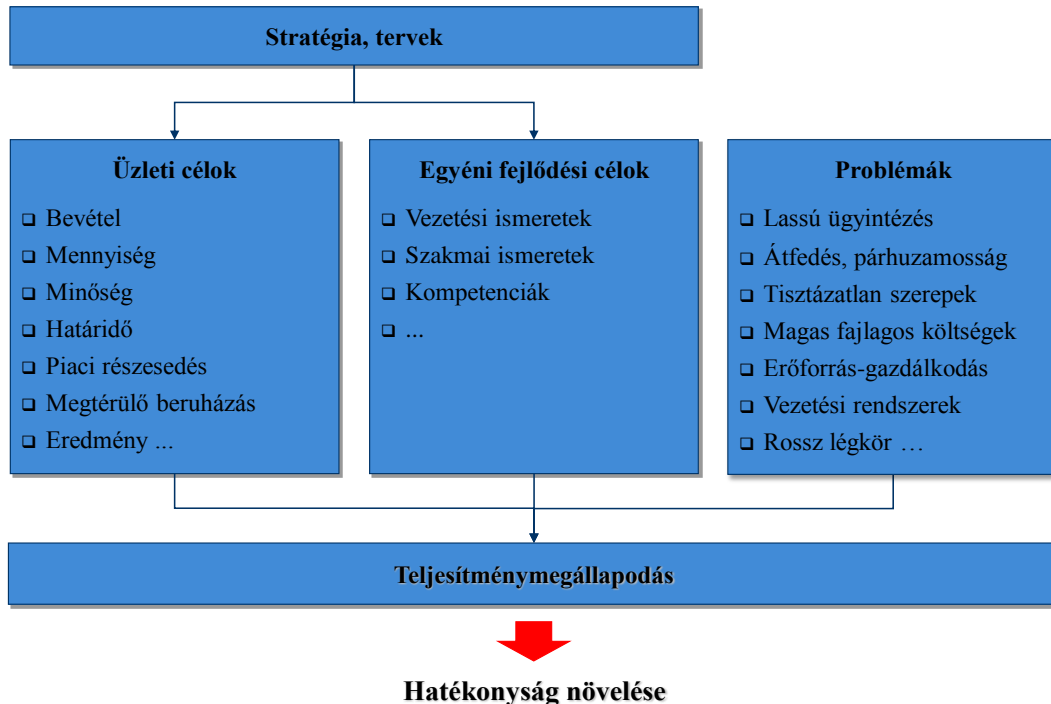 Stratégia, tervek
Üzleti célok
Bevétel
Mennyiség
Minőség
Határidő
Piaci részesedés
Megtérülő beruházás
Eredmény ...
Egyéni fejlődési célok
Vezetési ismeretek
Szakmai ismeretek
Kompetenciák
...
Problémák
Lassú ügyintézés
Átfedés, párhuzamosság
Tisztázatlan szerepek
Magas fajlagos költségek
Erőforrás-gazdálkodás
Vezetési rendszerek
Rossz légkör …
Teljesítménymegállapodás
Hatékonyság növelése